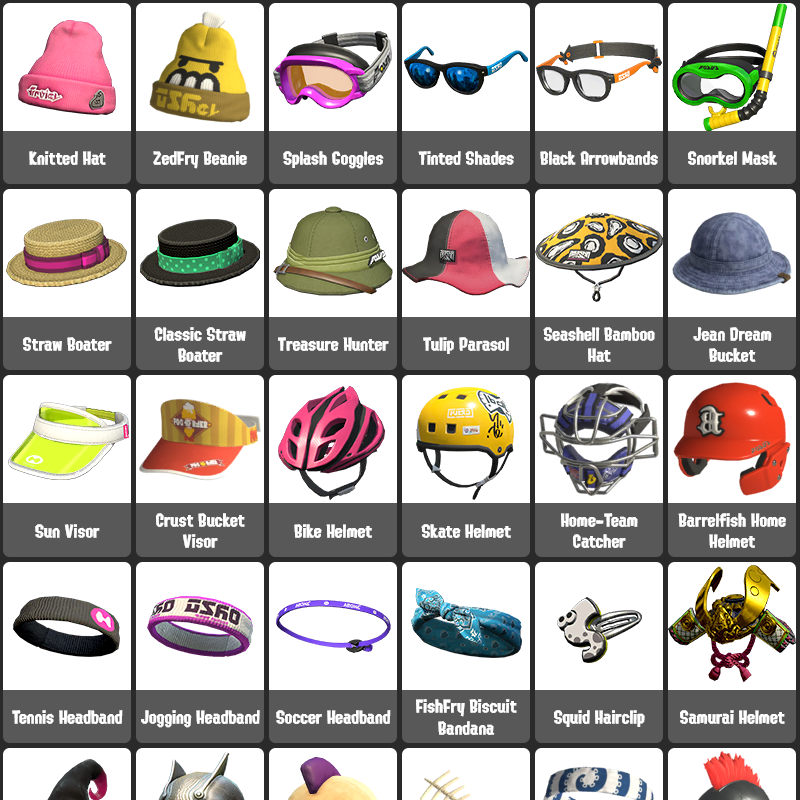 Knitted Hat
ZedFry Beanie
Splash Goggles
Tinted Shades
Black Arrowbands
Snorkel Mask
Straw Boater
Classic Straw
Boater
Treasure Hunter
Tulip Parasol
Seashell Bamboo
Hat
Jean Dream
Bucket
Sun Visor
Crust Bucket
Visor
Bike Helmet
Skate Helmet
Home-Team
Catcher
Barrelfish Home
Helmet
Tennis Headband
Jogging Headband
Soccer Headband
FishFry Biscuit
Bandana
Squid Hairclip
Samurai Helmet